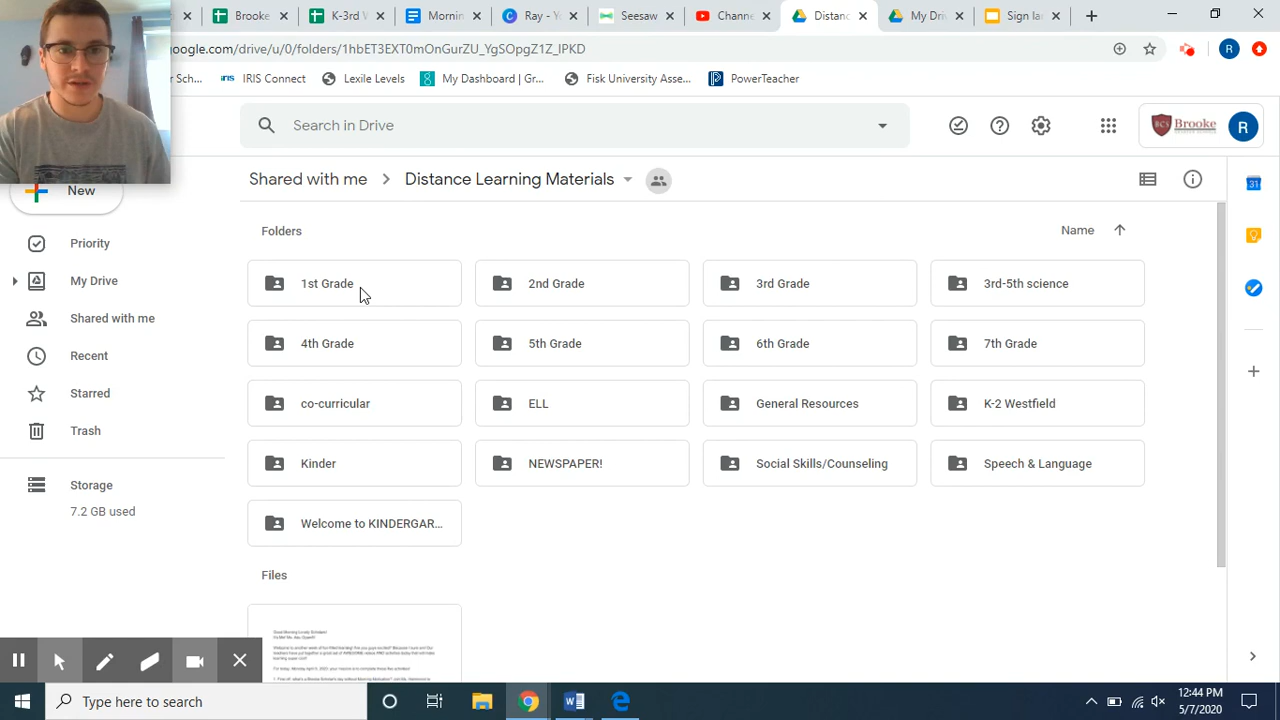 Brooke
K-3rd W
Mornin
Ray - Y
Seesaw
Chann
Distanc
My Dri
Sign la
oogle.com/drive/u/0/folders/1hbET3EXT0mOnGurZU_YgSOpgZ1Z_IPKD
R
r Sch...
IRIS Connect
Lexile Levels
My Dashboard | Gr...
Fisk University Asse...
PowerTeacher
Search in Drive
Brooke
R
New
Shared with me > Distance Learning Materials
Priority
My Drive
Shared with me
Recent
Starred
Trash
Storage
7.2 GB used
Folders
Name
1st Grade
2nd Grade
3rd Grade
3rd-5th science
4th Grade
5th Grade
6th Grade
7th Grade
co-curricular
ELL
General Resources
K-2 Westfield
Kinder
NEWSPAPER!
Social Skills/Counseling
Speech & Language
Welcome to KINDERGAR...
Files
31
Type here to search
12:44 PM
5/7/2020